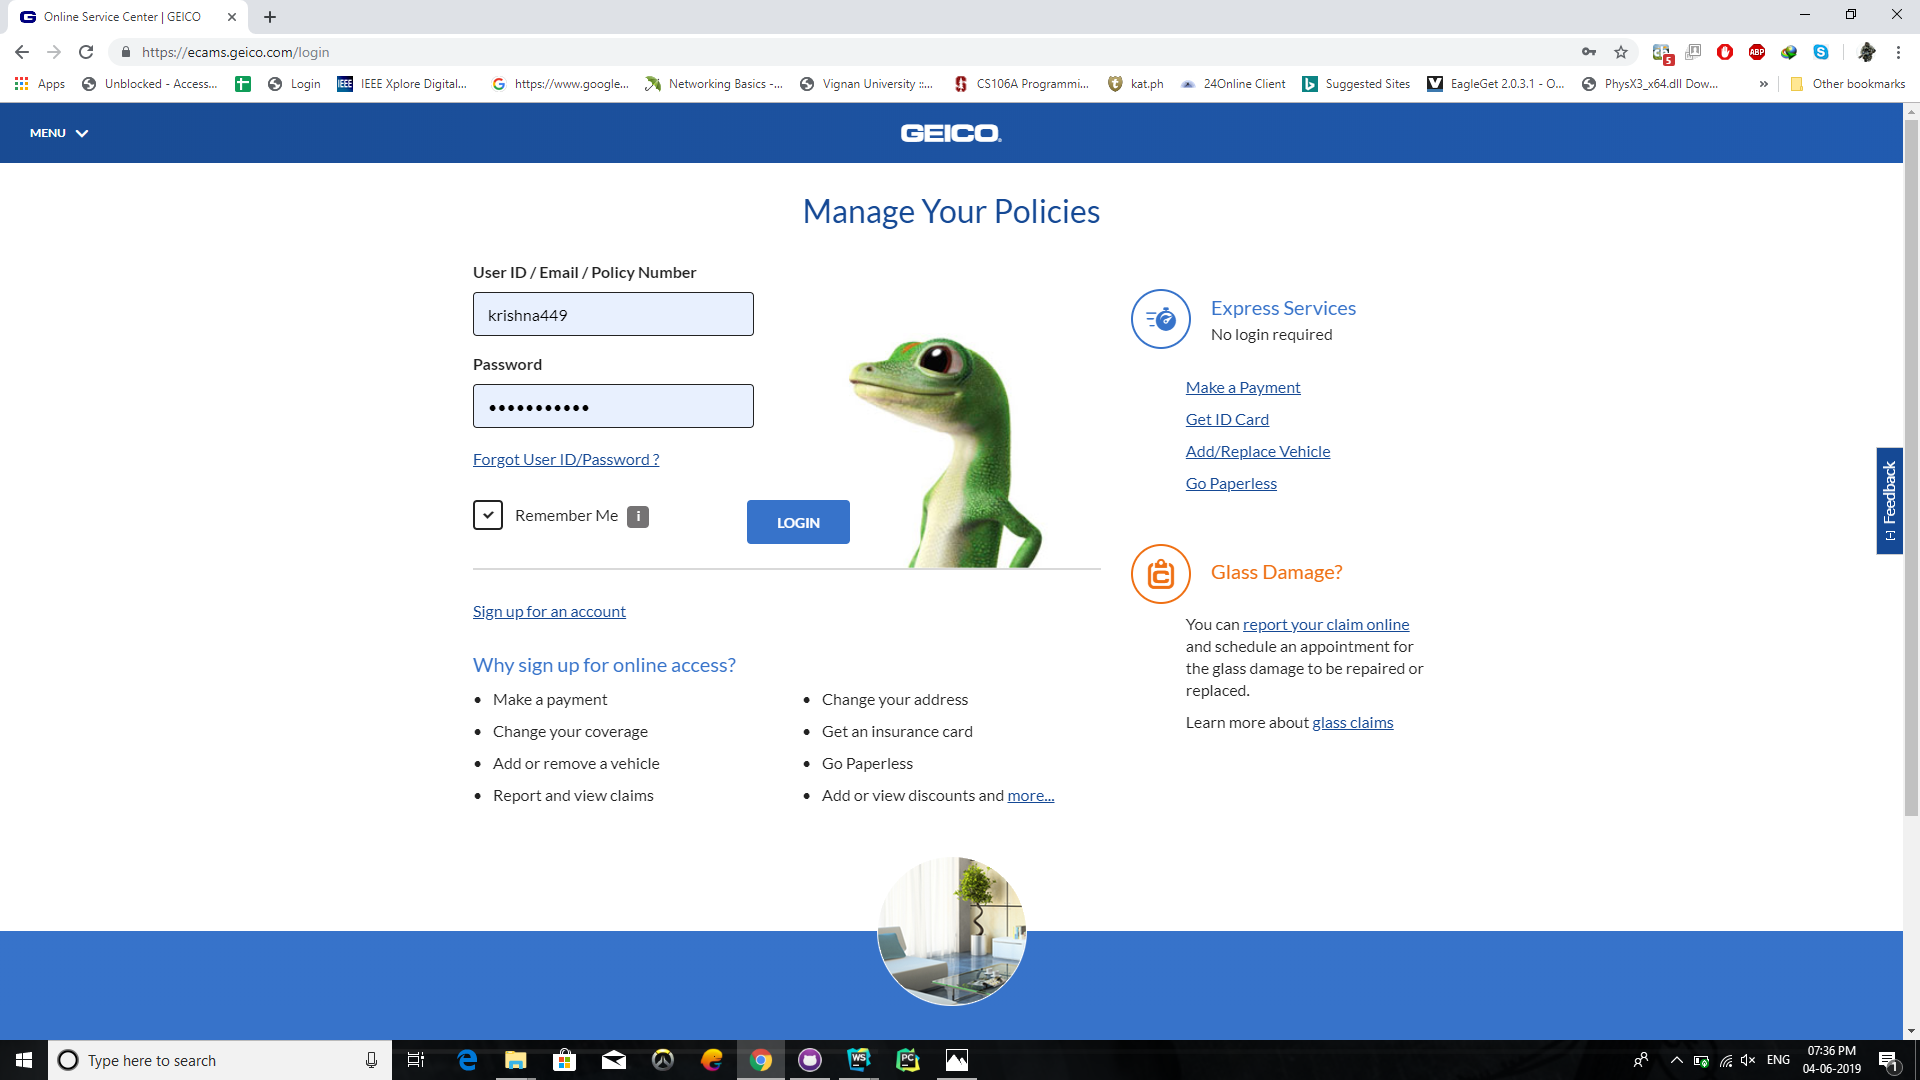 Online Service Center | GEICO
https://ecams.geico.com/login
5
ABP
Apps
Unblocked - Access...
Login
IEEE
IEEE Xplore Digital...
https://www.google...
Networking Basics -...
Vignan University ::...
CS106A Programmi...
kat.ph
24Online Client
Suggested Sites
EagleGet 2.0.3.1 - O...
PhysX3_x64.dll Dow...
»
Other bookmarks
MENU
GEICO
Manage Your Policies
User ID / Email / Policy Number
krishna449
Password
•••••••••••
Forgot User ID/Password ?
Remember Me i
LOGIN
Sign up for an account
Why sign up for online access?
• Make a payment
• Change your coverage
• Add or remove a vehicle
• Report and view claims
• Change your address
• Get an insurance card
• Go Paperless
• Add or view discounts and more...
Express Services
No login required
Make a Payment
Get ID Card
Add/Replace Vehicle
Go Paperless
Glass Damage?
You can report your claim online
and schedule an appointment for
the glass damage to be repaired or
replaced.
Learn more about glass claims
[-] Feedback
Type here to search
WS
PC
ENG
07:36 PM
04-06-2019
1